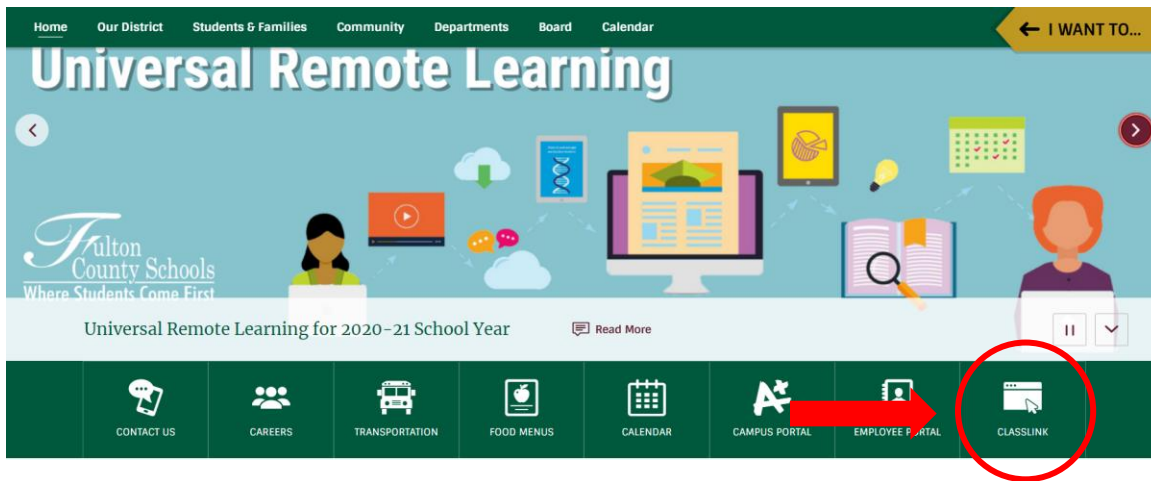 Home Our District Students & Families Community Departments Board Calendar
I WANT TO...
Universal Remote Learning
Fulton
County Schools
Where Students Come First
Universal Remote Learning for 2020-21 School Year Read More
CONTACT US CAREERS TRANSPORTATION FOOD MENUS CALENDAR CAMPUS PORTAL EMPLOYEE PORTAL CLASSLINK